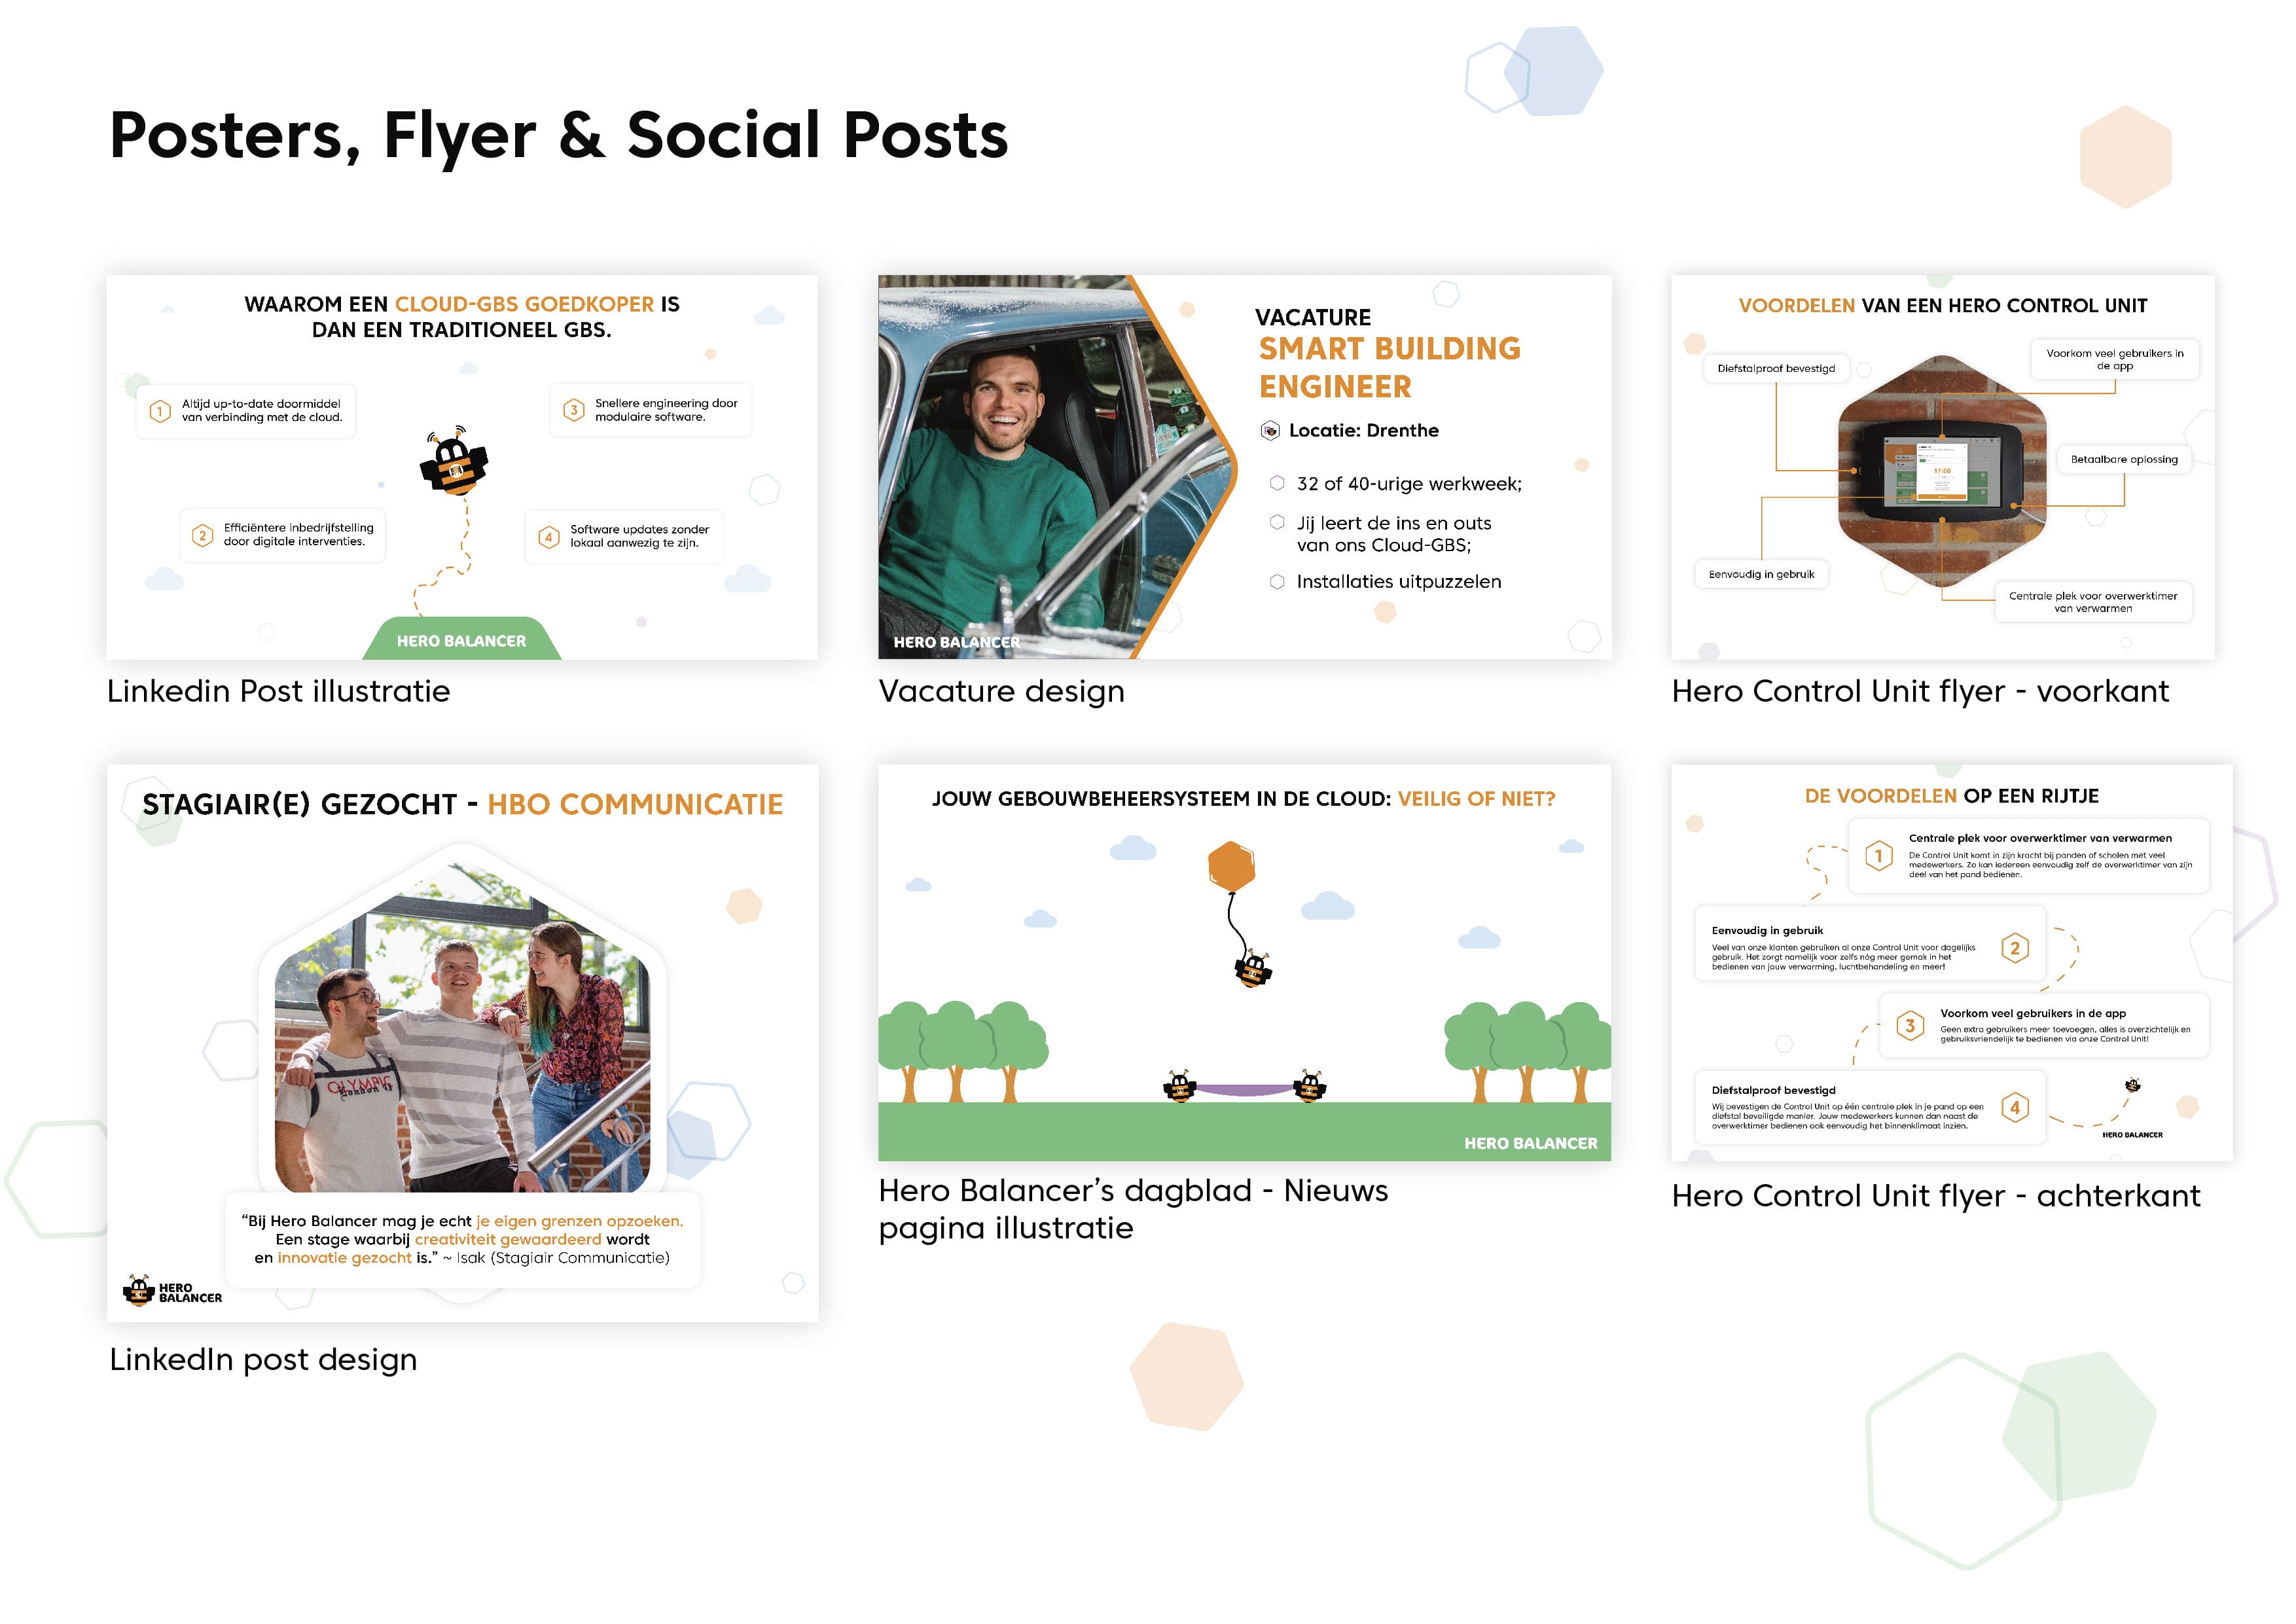 Posters, Flyer & Social Posts
WAAROM EEN CLOUD-GBS GOEDKOPER IS
DAN EEN TRADITIONEEL GBS.
1
Altijd up-to-date doormiddel
van verbinding met de cloud.
2
Efficiëntere inbedrijfstelling
door digitale interventies.
3
Snellere engineering door
modulaire software.
4
Software updates zonder
lokaal aanwezig te zijn.
HERO BALANCER
Linkedin Post illustratie
VACATURE
SMART BUILDING
ENGINEER
Locatie: Drenthe
32 of 40-urige werkweek;
Jij leert de ins en outs
van ons Cloud-GBS;
Installaties uitpuzzelen
HERO BALANCER
Vacature design
VOORDELEN VAN EEN HERO CONTROL UNIT
Diefstalproof bevestigd
Voorkom veel gebruikers in
de app
Betaalbare oplossing
17:00
Eenvoudig in gebruik
Centrale plek voor overwerktimer
van verwarmen
Hero Control Unit flyer - voorkant
STAGIAIR(E) GEZOCHT - HBO COMMUNICATIE
OLYMPIC
London
“Bij Hero Balancer mag je echt je eigen grenzen opzoeken.
Een stage waarbij creativiteit gewaardeerd wordt
en innovatie gezocht is.” ~ Isak (Stagiair Communicatie)
HERO
BALANCER
LinkedIn post design
JOUW GEBOUWBEHEERSYSTEEM IN DE CLOUD: VEILIG OF NIET?
HERO BALANCER
Hero Balancer’s dagblad - Nieuws
pagina illustratie
DE VOORDELEN OP EEN RIJTJE
1
Centrale plek voor overwerktimer van verwarmen
De Control Unit komt in zijn kracht bij panden of scholen met veel
medewerkers. Zo kan iedereen eenvoudig zelf de overwerktimer van zijn
deel van het pand bedienen.
Eenvoudig in gebruik
Veel van onze klanten gebruiken al onze Control Unit voor dagelijks
gebruik. Het zorgt namelijk voor zelfs nóg meer gemak in het
bedienen van jouw verwarming, luchtbehandeling en meer!
2
3
Voorkom veel gebruikers in de app
Geen extra gebruikers meer toevoegen, alles is overzichtelijk en
gebruiksvriendelijk te bedienen via onze Control Unit!
Diefstalproof bevestigd
Wij bevestigen de Control Unit op één centrale plek in je pand op een
diefstal beveiligde manier. Jouw medewerkers kunnen dan naast de
overwerktimer bedienen ook eenvoudig het binnenklimaat inzien.
4
HERO BALANCER
Hero Control Unit flyer - achterkant